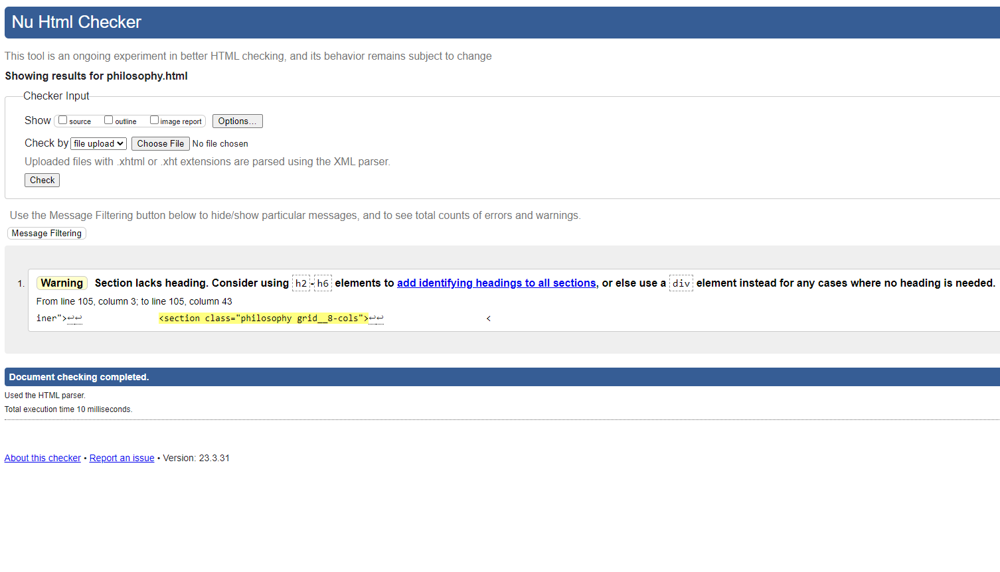 Nu Html Checker
This tool is an ongoing experiment in better HTML checking, and its behavior remains subject to change
Showing results for philosophy.html
Checker Input
Show source outline image report Options...
Check by file upload Choose File No file chosen
Uploaded files with .xhtml or .xht extensions are parsed using the XML parser.
Check
Use the Message Filtering button below to hide/show particular messages, and to see total counts of errors and warnings.
Message Filtering
1. Warning Section lacks heading. Consider using h2-h6 elements to add identifying headings to all sections, or else use a div element instead for any cases where no heading is needed.
From line 105, column 3; to line 105, column 43
iner">↩↩ <section class="philosophy grid__8-cols">↩↩ <
Document checking completed.
Used the HTML parser.
Total execution time 10 milliseconds.
About this checker • Report an issue • Version: 23.3.31